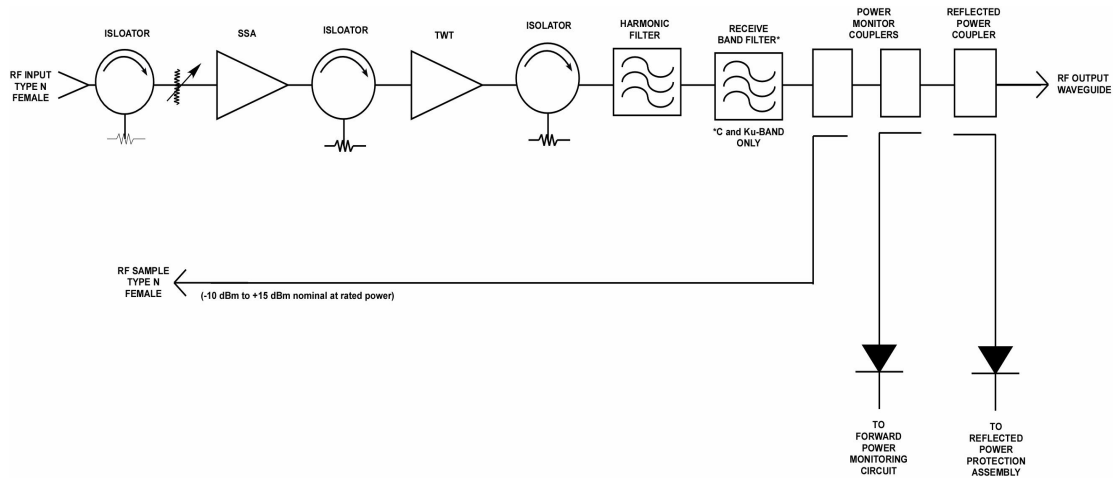 RF INPUT
TYPE N
FEMALE
ISLOATOR
SSA
ISLOATOR
TWT
ISOLATOR
HARMONIC
FILTER
RECEIVE
BAND FILTER*
*C and Ku-BAND
ONLY
POWER
MONITOR
COUPLERS
REFLECTED
POWER
COUPLER
RF OUTPUT
WAVEGUIDE
RF SAMPLE
TYPE N
FEMALE
(-10 dBm to +15 dBm nominal at rated power)
TO
FORWARD
POWER
MONITORING
CIRCUIT
TO
REFLECTED
POWER
PROTECTION
ASSEMBLY